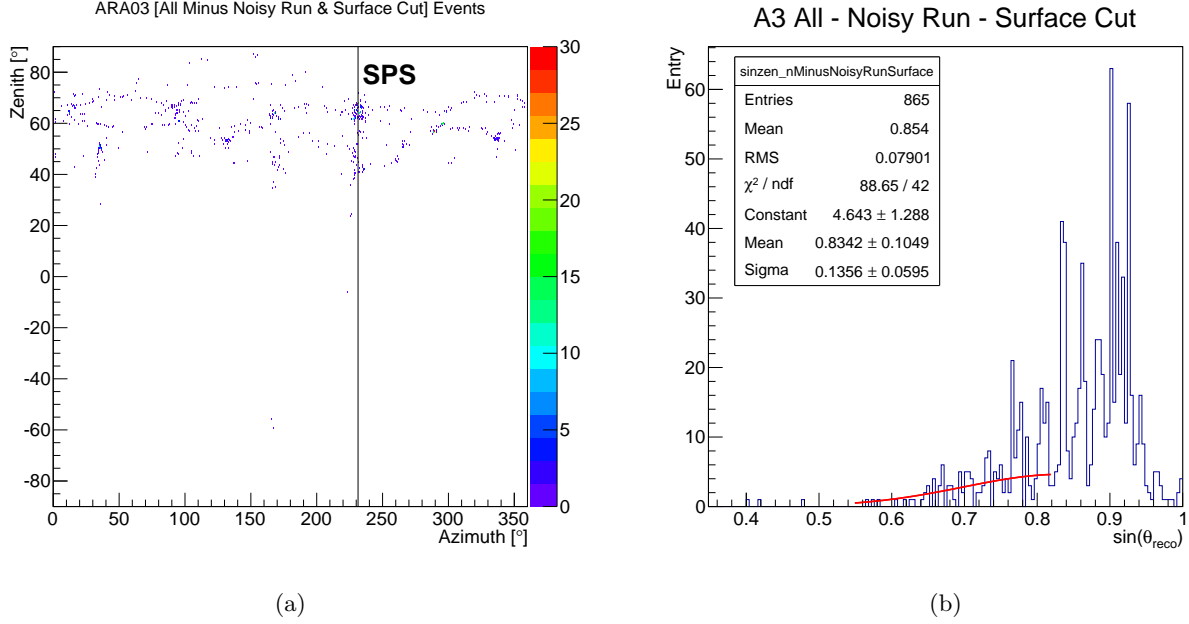 ARA03 [All Minus Noisy Run & Surface Cut] Events
Zenith [°]
80
60
40
20
0
-20
-40
-60
-80
SPS
0 50 100 150 200 250 300 350
Azimuth [°]
30
25
20
15
10
5
0
(a)
A3 All - Noisy Run - Surface Cut
Entry
60
50
40
30
20
10
0
sinzen_nMinusNoisyRunSurface
Entries 865
Mean 0.854
RMS 0.07901
χ² / ndf 88.65 / 42
Constant 4.643 ± 1.288
Mean 0.8342 ± 0.1049
Sigma 0.1356 ± 0.0595
0.4 0.5 0.6 0.7 0.8 0.9 1
sin(θreco)
(b)